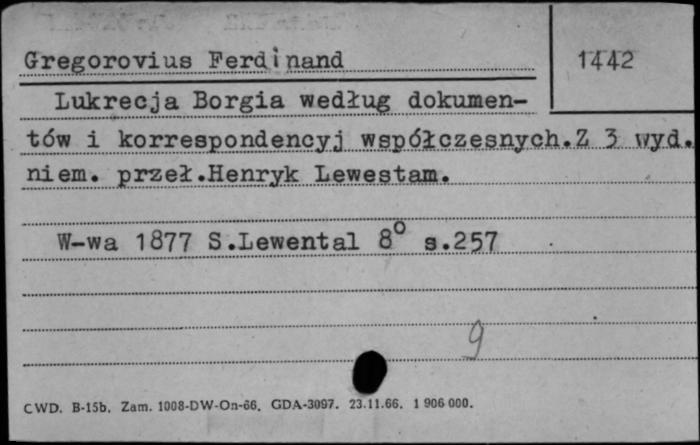 Gregorovius Ferdinand
1442
Lukrecja Borgia według dokumen-
tów i korrespondencyj współczesnych.Z 3 wyd.
niem. przeł.Henryk Lewestam.
W-wa 1877 S.Lewental 8° s.257
9
CWD. B-15b. Zam. 1008-DW-On-66. GDA-3097. 23.11.66. 1 906 000.